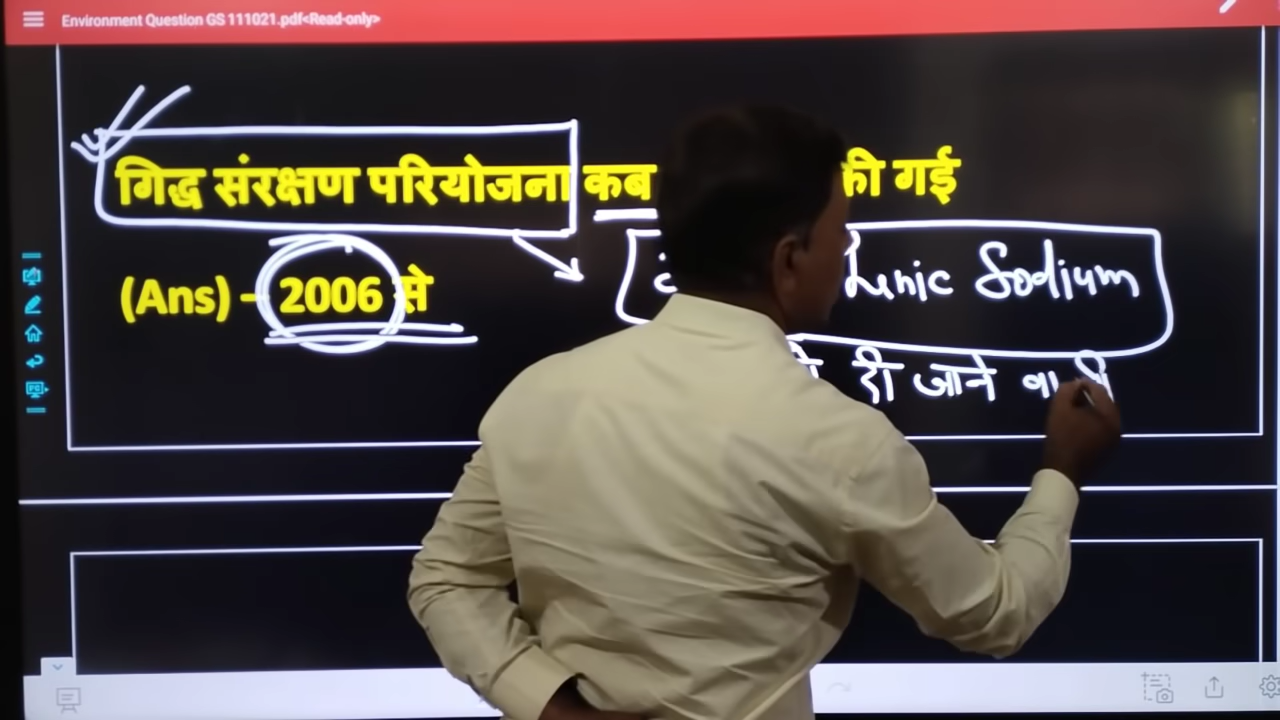 Environment Question GS 111021.pdf<Read-only>
गिद्ध संरक्षण परियोजना कब की गई
(Ans) - 2006 से
Sodium
दी जाने वाली